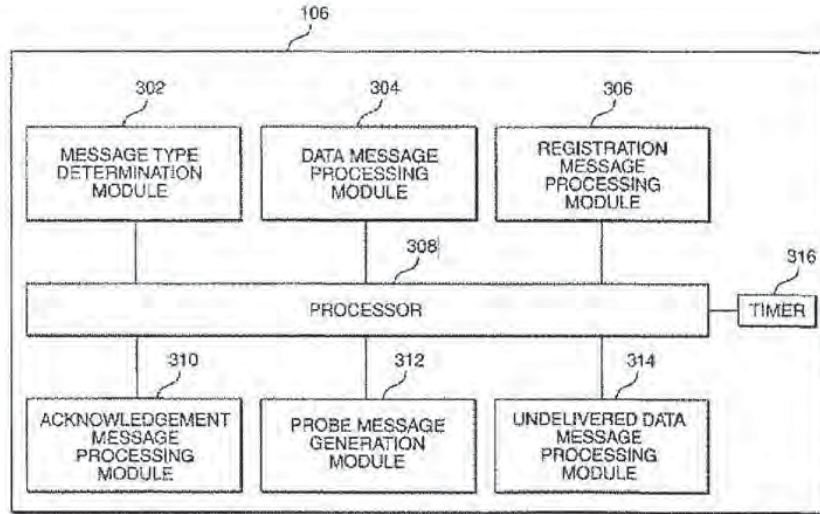 106
302
304
306
MESSAGE TYPE
DETERMINATION
MODULE
DATA MESSAGE
PROCESSING
MODULE
REGISTRATION
MESSAGE
PROCESSING
MODULE
308
316
PROCESSOR
TIMER
310
312
314
ACKNOWLEDGEMENT
MESSAGE
PROCESSING
MODULE
PROBE MESSAGE
GENERATION
MODULE
UNDELIVERED DATA
MESSAGE
PROCESSING
MODULE